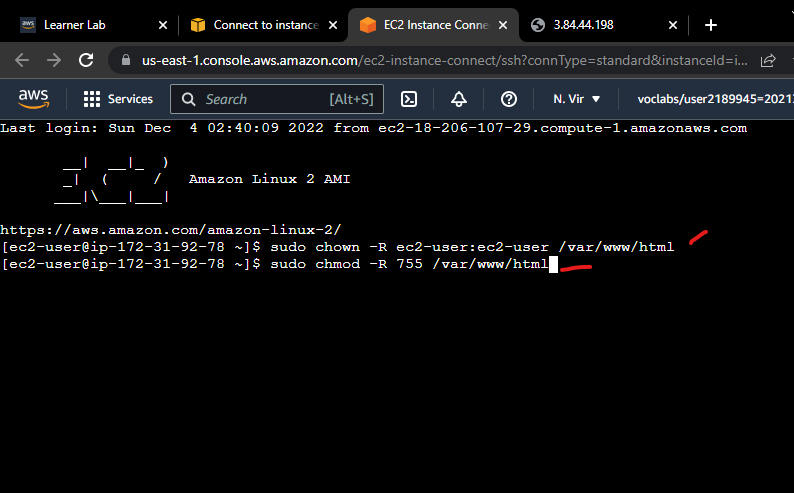 Learner Lab
Connect to instance
EC2 Instance Conne
3.84.44.198
us-east-1.console.aws.amazon.com/ec2-instance-connect/ssh?connType=standard&instanceId=i...
aws Services Search [Alt+S] N. Vir voclabs/user2189945=2021
Last login: Sun Dec  4 02:40:09 2022 from ec2-18-206-107-29.compute-1.amazonaws.com
       __|  __|_  )
       _|  (     /   Amazon Linux 2 AMI
      ___|\___|___|
https://aws.amazon.com/amazon-linux-2/
[ec2-user@ip-172-31-92-78 ~]$ sudo chown -R ec2-user:ec2-user /var/www/html
[ec2-user@ip-172-31-92-78 ~]$ sudo chmod -R 755 /var/www/html